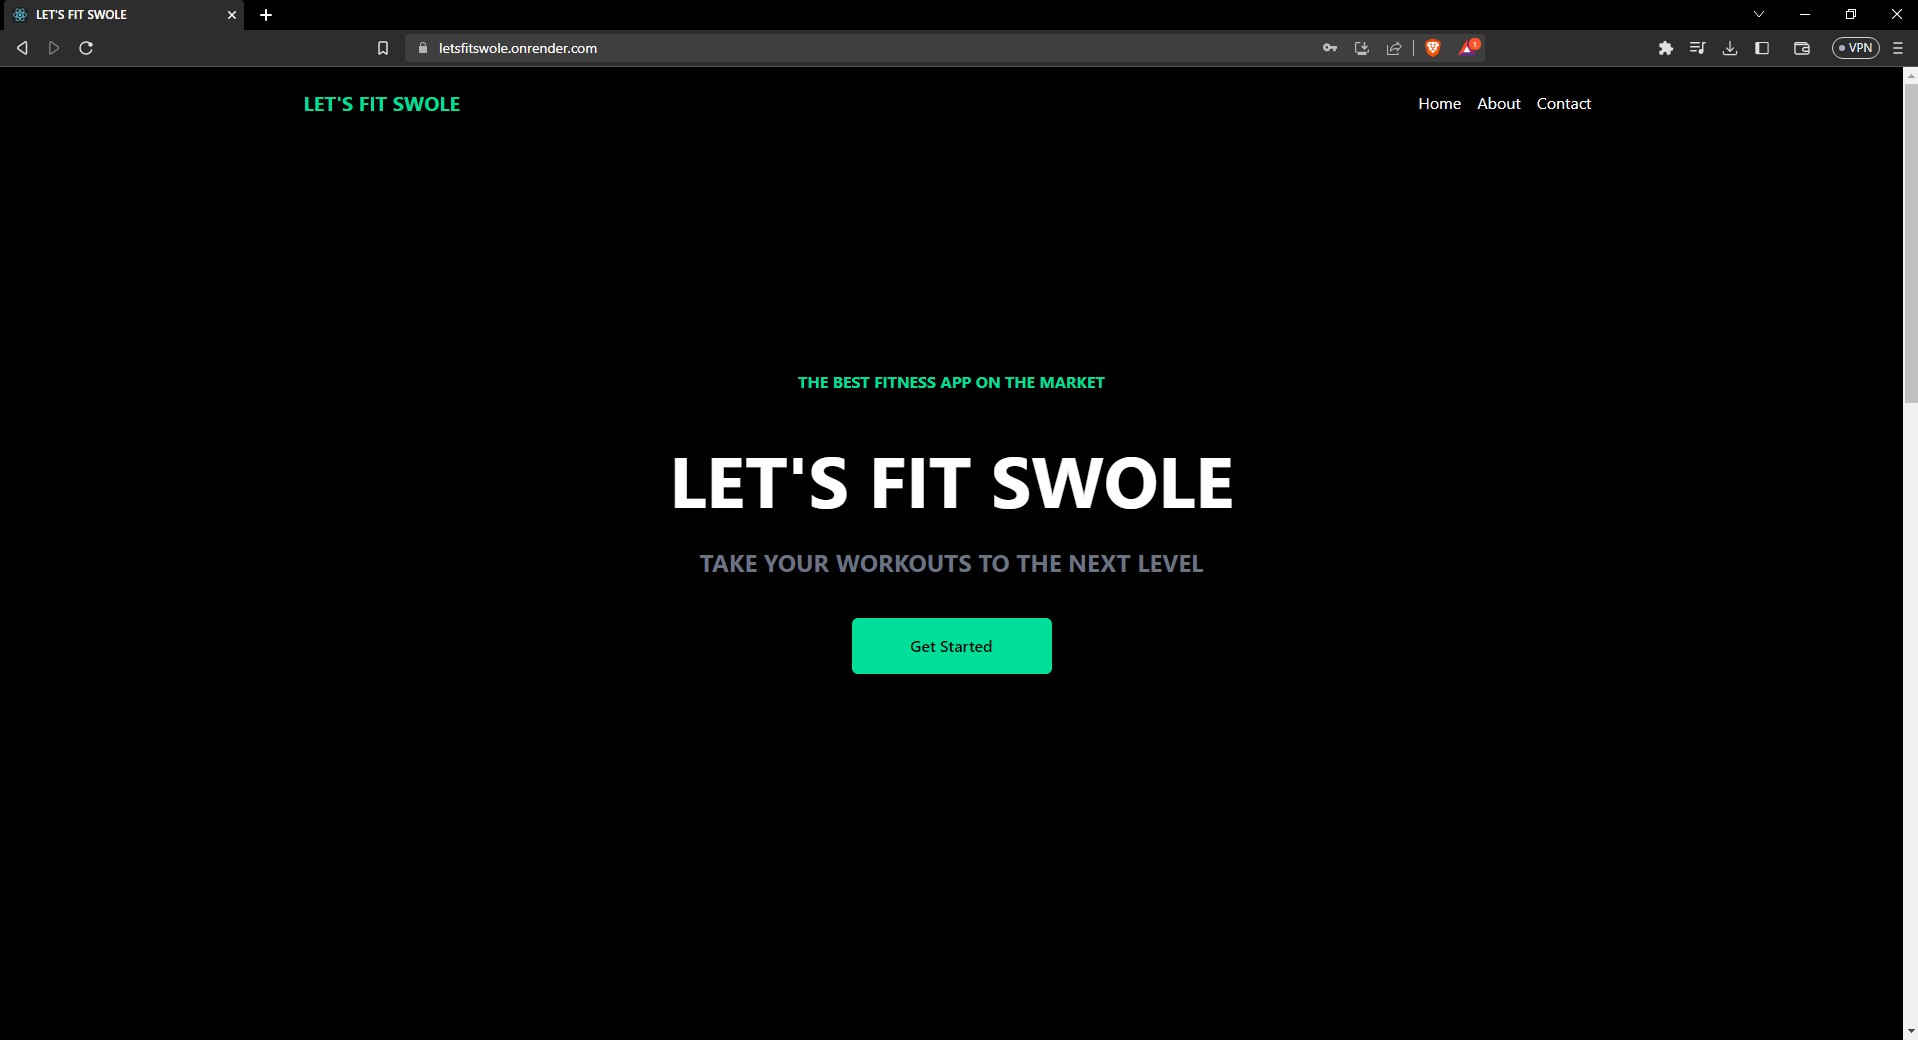 LET'S FIT SWOLE
letsfitswole.onrender.com
1
VPN
LET'S FIT SWOLE
Home About Contact
THE BEST FITNESS APP ON THE MARKET
LET'S FIT SWOLE
TAKE YOUR WORKOUTS TO THE NEXT LEVEL
Get Started